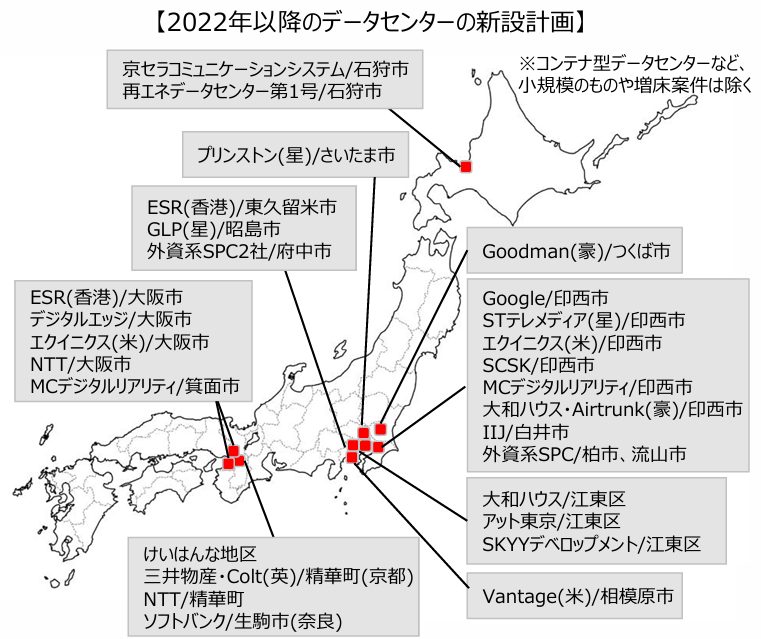 【2022年以降のデータセンターの新設計画】
※コンテナ型データセンターなど、
小規模のものや増床案件は除く
京セラコミュニケーションシステム/石狩市
再エネデータセンター第1号/石狩市
プリンストン(星)/さいたま市
ESR(香港)/東久留米市
GLP(星)/昭島市
外資系SPC2社/府中市
Goodman(豪)/つくば市
ESR(香港)/大阪市
デジタルエッジ/大阪市
エクイニクス(米)/大阪市
NTT/大阪市
MCデジタルリアリティ/箕面市
Google/印西市
STテレメディア(星)/印西市
エクイニクス(米)/印西市
SCSK/印西市
MCデジタルリアリティ/印西市
大和ハウス・Airtrunk(豪)/印西市
IIJ/白井市
外資系SPC/柏市、流山市
大和ハウス/江東区
アット東京/江東区
SKYYデベロップメント/江東区
けいはんな地区
三井物産・Colt(英)/精華町(京都)
NTT/精華町
ソフトバンク/生駒市(奈良)
Vantage(米)/相模原市